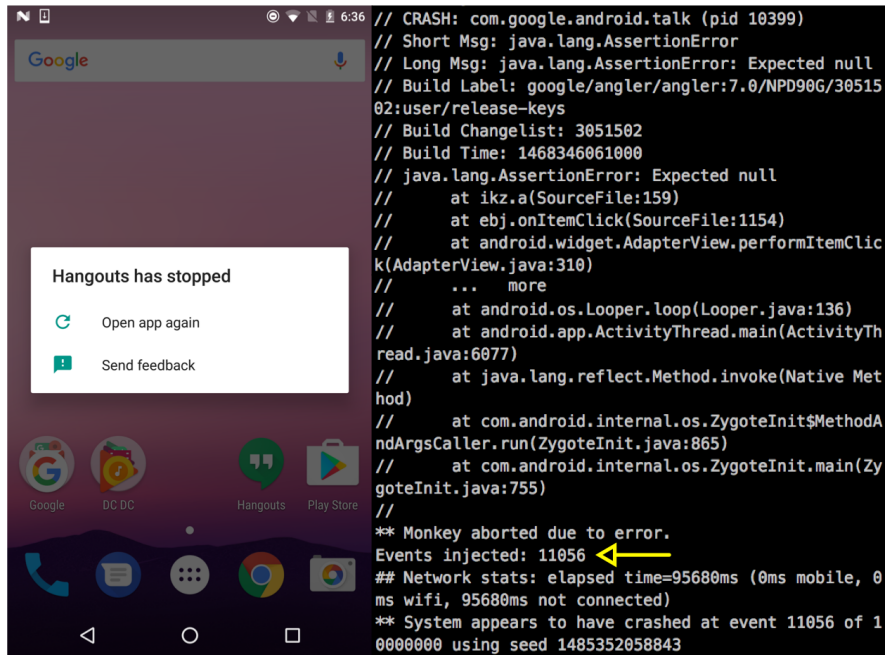 6:36
Google
Hangouts has stopped
Open app again
Send feedback
Google
DC DC
Hangouts
Play Store
// CRASH: com.google.android.talk (pid 10399)
// Short Msg: java.lang.AssertionError
// Long Msg: java.lang.AssertionError: Expected null
// Build Label: google/angler/angler:7.0/NPD90G/30515
02:user/release-keys
// Build Changelist: 3051502
// Build Time: 1468346061000
// java.lang.AssertionError: Expected null
//      at ikz.a(SourceFile:159)
//      at ebj.onItemClick(SourceFile:1154)
//      at android.widget.AdapterView.performItemClic
k(AdapterView.java:310)
//      ...   more
//      at android.os.Looper.loop(Looper.java:136)
//      at android.app.ActivityThread.main(ActivityTh
read.java:6077)
//      at java.lang.reflect.Method.invoke(Native Met
hod)
//      at com.android.internal.os.ZygoteInit$MethodA
ndArgsCaller.run(ZygoteInit.java:865)
//      at com.android.internal.os.ZygoteInit.main(Zy
goteInit.java:755)
//
** Monkey aborted due to error.
Events injected: 11056
## Network stats: elapsed time=95680ms (0ms mobile, 0
ms wifi, 95680ms not connected)
** System appears to have crashed at event 11056 of 1
0000000 using seed 1485352058843